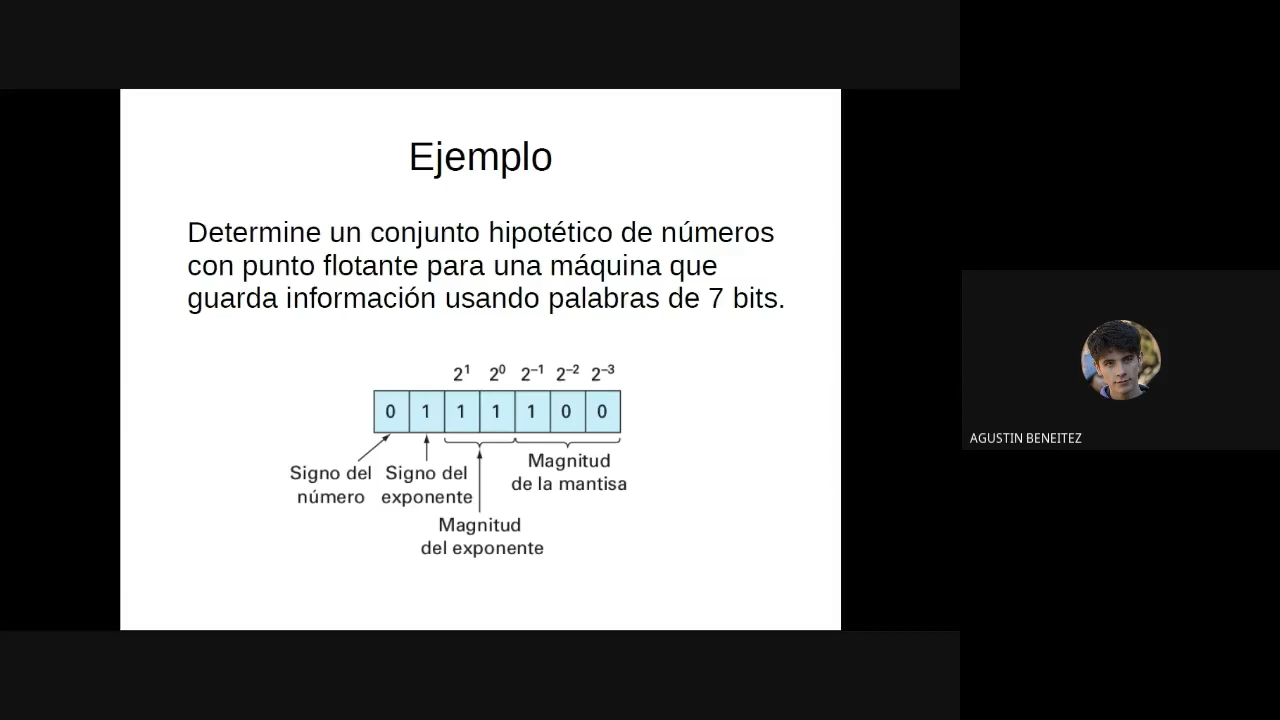 Ejemplo
Determine un conjunto hipotético de números
con punto flotante para una máquina que
guarda información usando palabras de 7 bits.
2¹ 2⁰ 2⁻¹ 2⁻² 2⁻³
0 1 1 1 1 0 0
Signo del número
Signo del exponente
Magnitud del exponente
Magnitud de la mantisa
AGUSTIN BENEITEZ